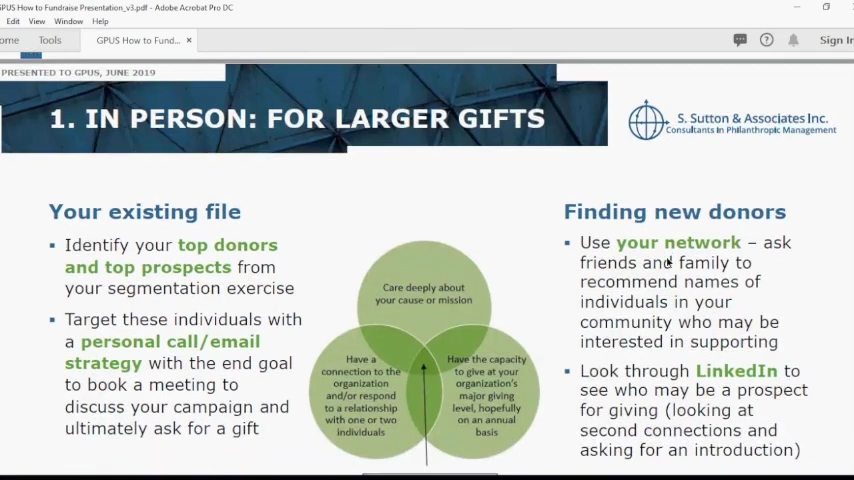 GPUS How to Fundraise Presentation_v3.pdf - Adobe Acrobat Pro DC
Edit View Window Help
ome Tools GPUS How to Fund... × Sign In
PRESENTED TO GPUS, JUNE 2019
1. IN PERSON: FOR LARGER GIFTS
S. Sutton & Associates Inc.
Consultants in Philanthropic Management
Your existing file
▪ Identify your top donors
and top prospects from
your segmentation exercise
▪ Target these individuals with
a personal call/email
strategy with the end goal
to book a meeting to
discuss your campaign and
ultimately ask for a gift
Care deeply about
your cause or mission
Have a
connection to the
organization
and/or respond
to a relationship
with one or two
individuals
Have the capacity
to give at your
organization's
major giving
level, hopefully
on an annual
basis
Finding new donors
▪ Use your network – ask
friends and family to
recommend names of
individuals in your
community who may be
interested in supporting
▪ Look through LinkedIn to
see who may be a prospect
for giving (looking at
second connections and
asking for an introduction)